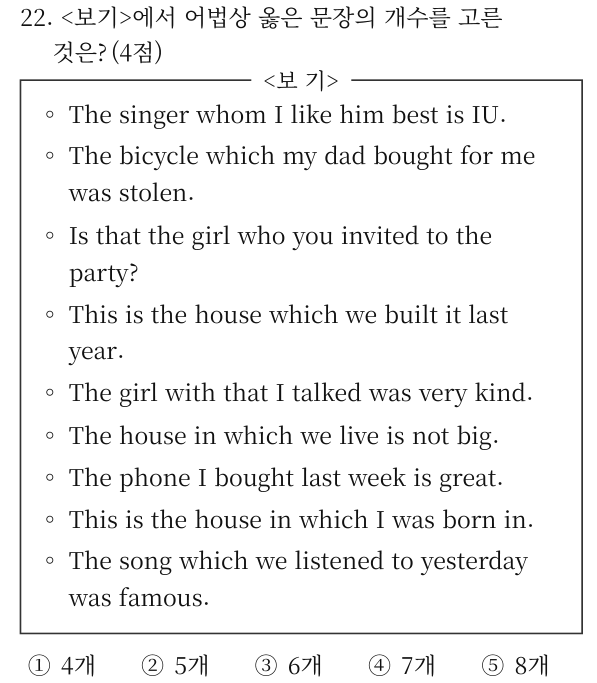 22. <보기>에서 어법상 옳은 문장의 개수를 고른
것은? (4점)
<보 기>
◦ The singer whom I like him best is IU.
◦ The bicycle which my dad bought for me
was stolen.
◦ Is that the girl who you invited to the
party?
◦ This is the house which we built it last
year.
◦ The girl with that I talked was very kind.
◦ The house in which we live is not big.
◦ The phone I bought last week is great.
◦ This is the house in which I was born in.
◦ The song which we listened to yesterday
was famous.
① 4개 ② 5개 ③ 6개 ④ 7개 ⑤ 8개